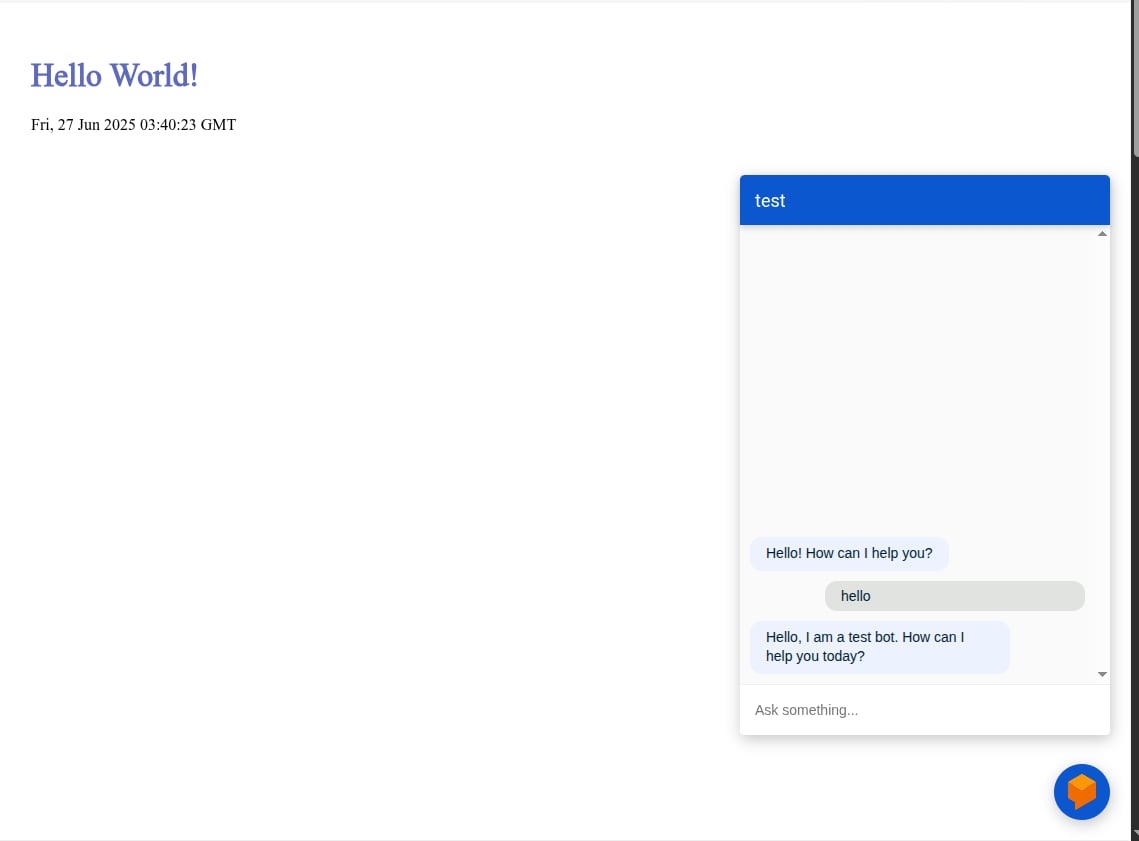 Hello World!
Fri, 27 Jun 2025 03:40:23 GMT
test
Hello! How can I help you?
hello
Hello, I am a test bot. How can I
help you today?
Ask something...